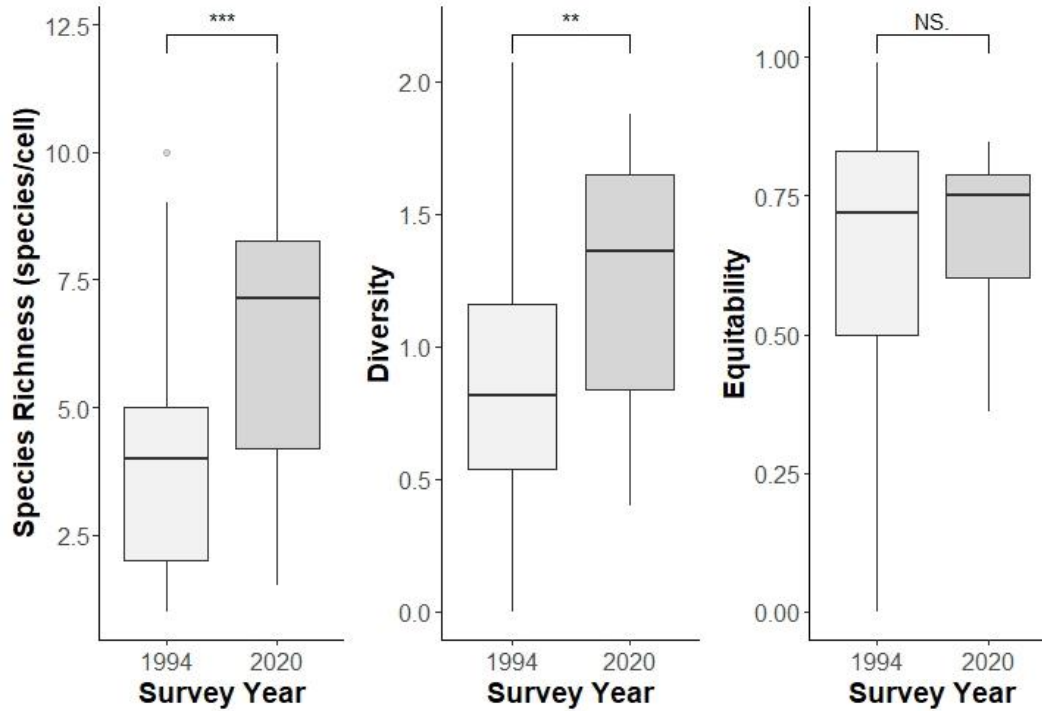 Species Richness (species/cell)
12.5
10.0
7.5
5.0
2.5
***
1994 2020
Survey Year
Diversity
2.0
1.5
1.0
0.5
0.0
**
1994 2020
Survey Year
Equitability
1.00
0.75
0.50
0.25
0.00
NS.
1994 2020
Survey Year